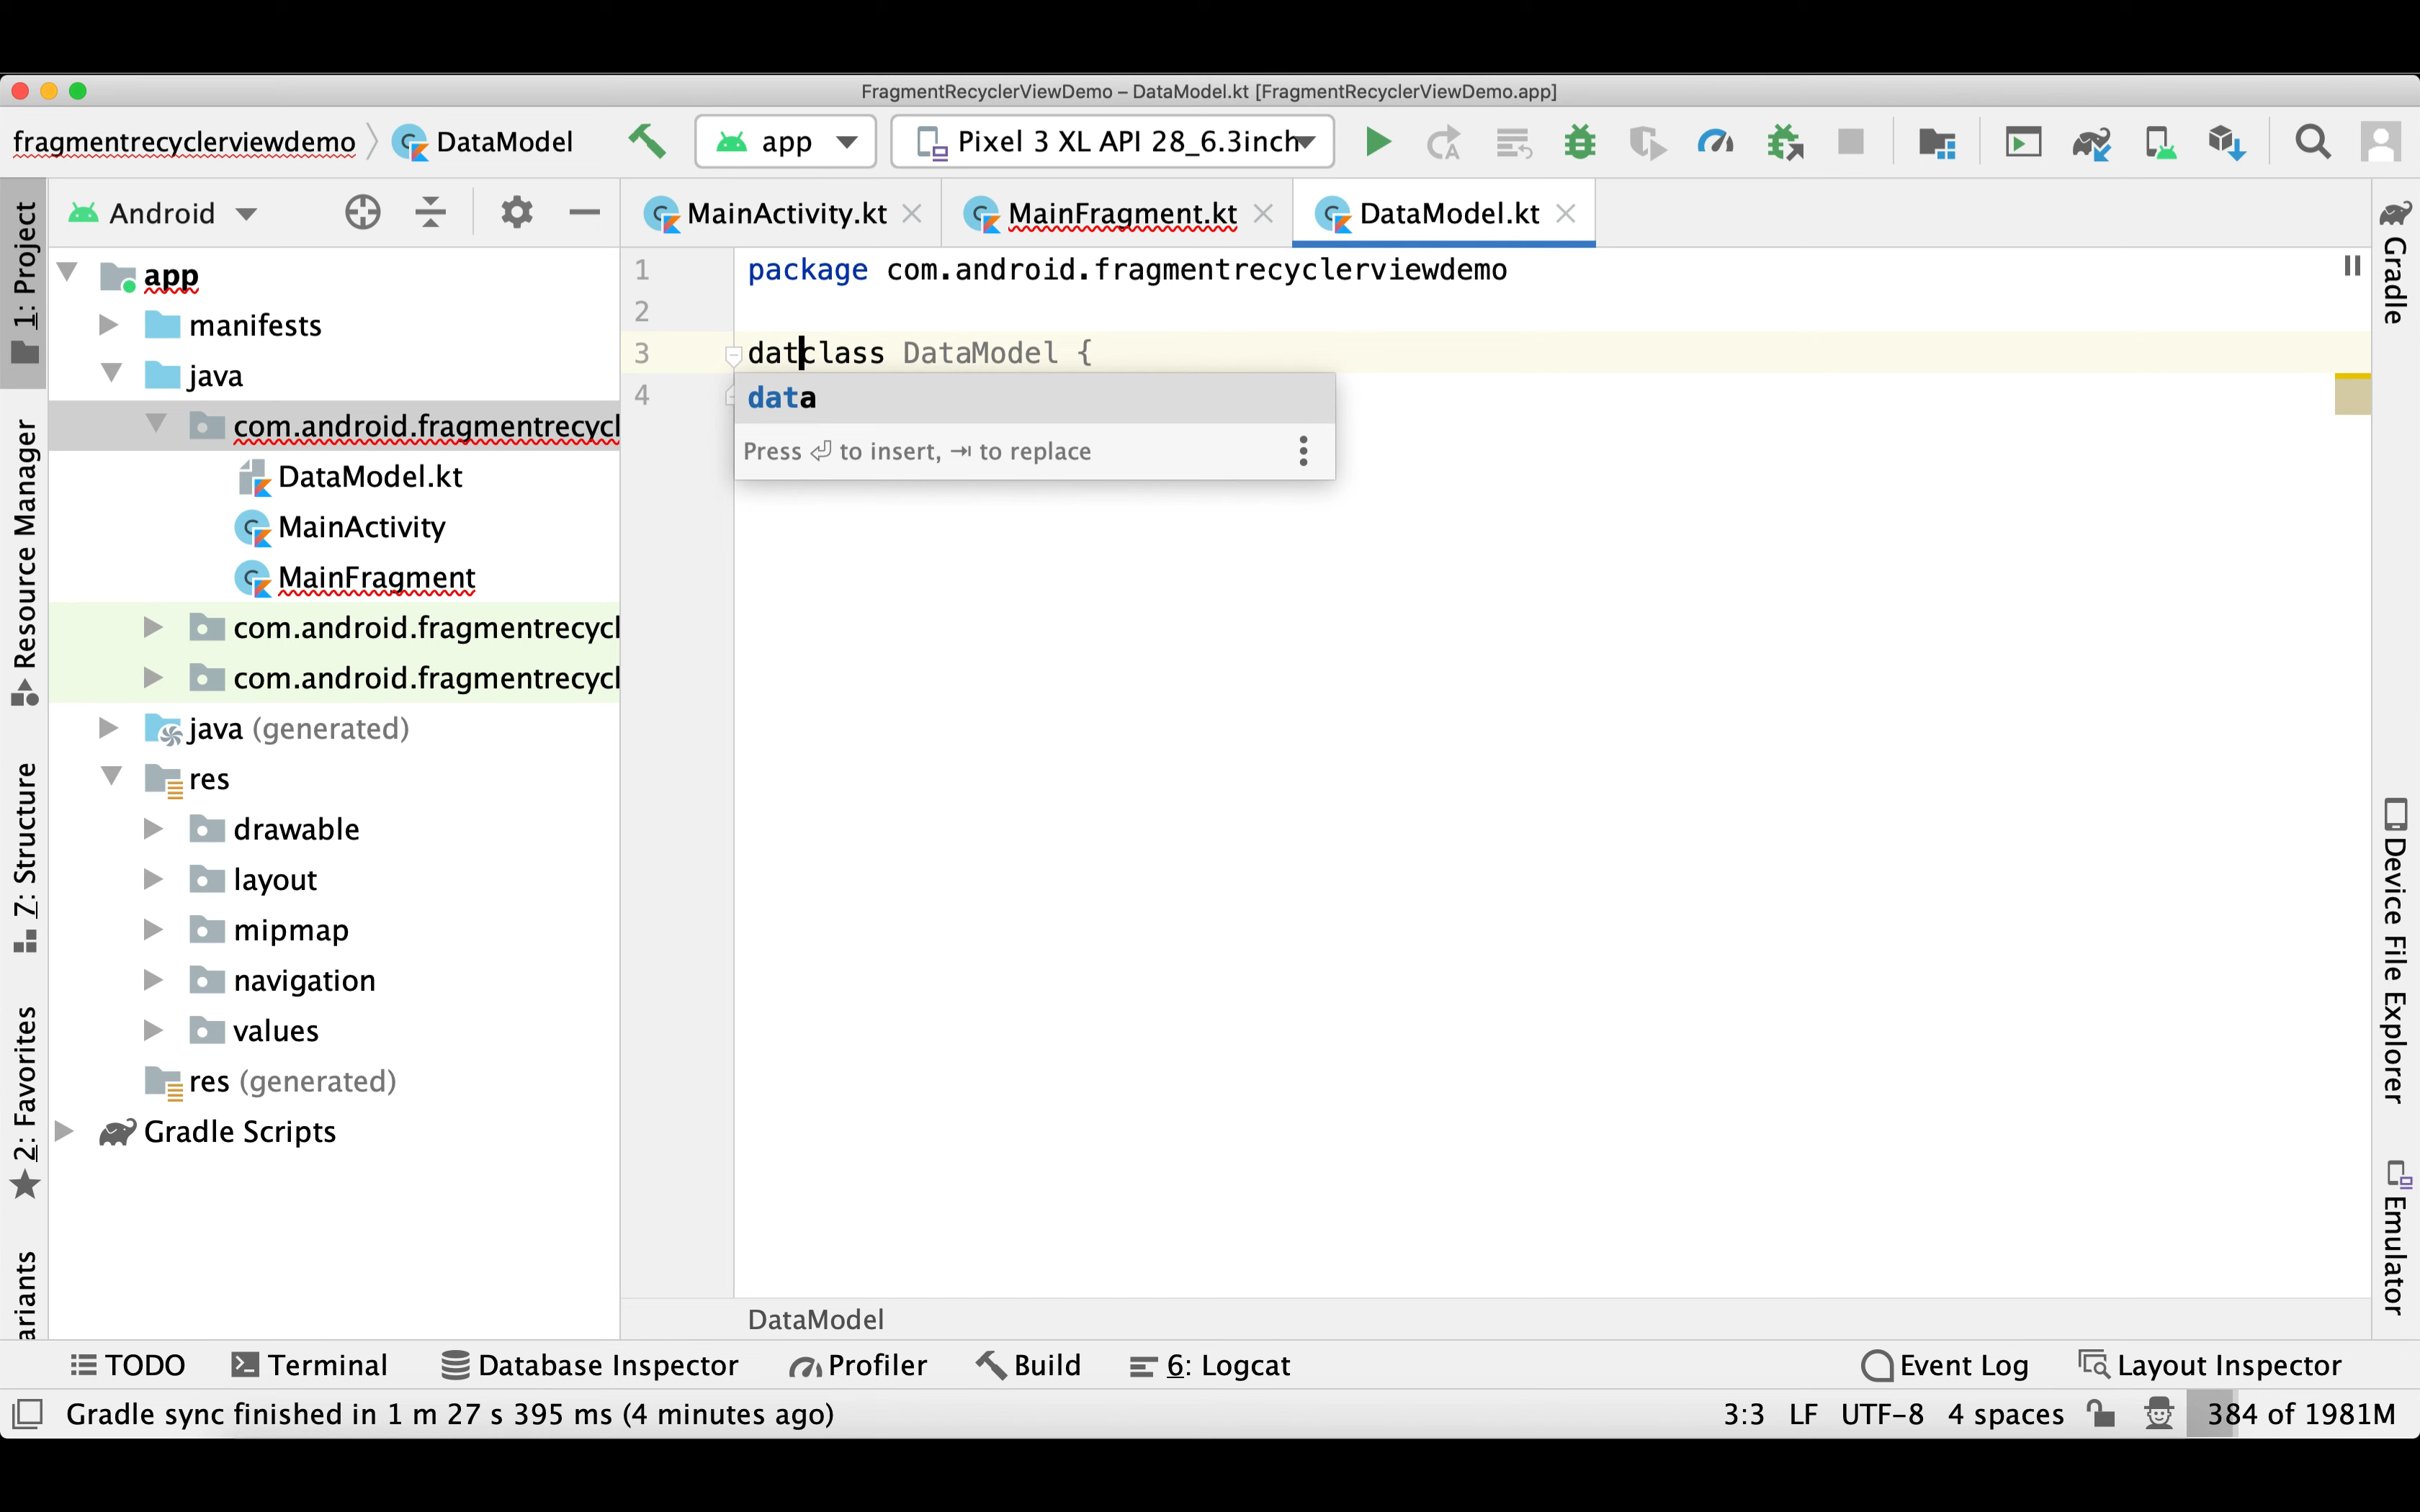 FragmentRecyclerViewDemo – DataModel.kt [FragmentRecyclerViewDemo.app]
fragmentrecyclerviewdemo DataModel app Pixel 3 XL API 28_6.3inch
Android MainActivity.kt MainFragment.kt DataModel.kt
1: Project
Resource Manager
7: Structure
2: Favorites
ariants
app
manifests
java
com.android.fragmentrecycl
DataModel.kt
MainActivity
MainFragment
com.android.fragmentrecycl
com.android.fragmentrecycl
java (generated)
res
drawable
layout
mipmap
navigation
values
res (generated)
Gradle Scripts
1 package com.android.fragmentrecyclerviewdemo
2
3 datclass DataModel {
4
data
Press ⏎ to insert, ⇥ to replace
DataModel
Gradle
Device File Explorer
Emulator
TODO Terminal Database Inspector Profiler Build 6: Logcat Event Log Layout Inspector
Gradle sync finished in 1 m 27 s 395 ms (4 minutes ago) 3:3 LF UTF-8 4 spaces 384 of 1981M